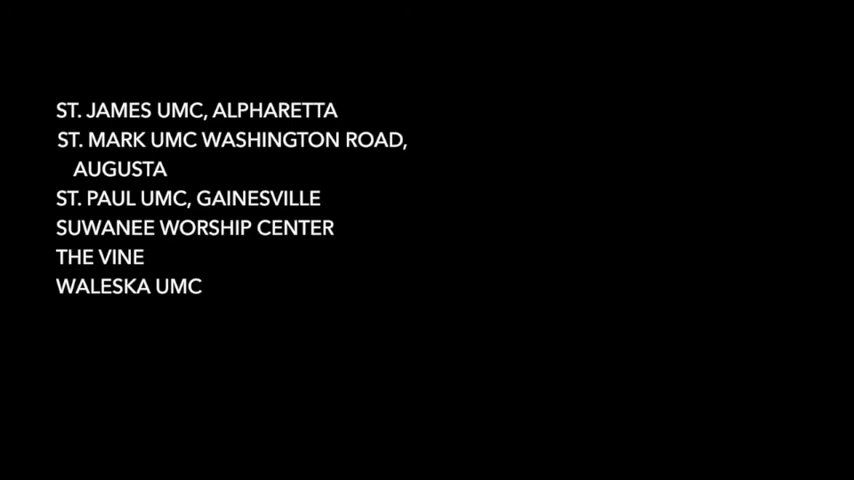 ST. JAMES UMC, ALPHARETTA
ST. MARK UMC WASHINGTON ROAD,
AUGUSTA
ST. PAUL UMC, GAINESVILLE
SUWANEE WORSHIP CENTER
THE VINE
WALESKA UMC